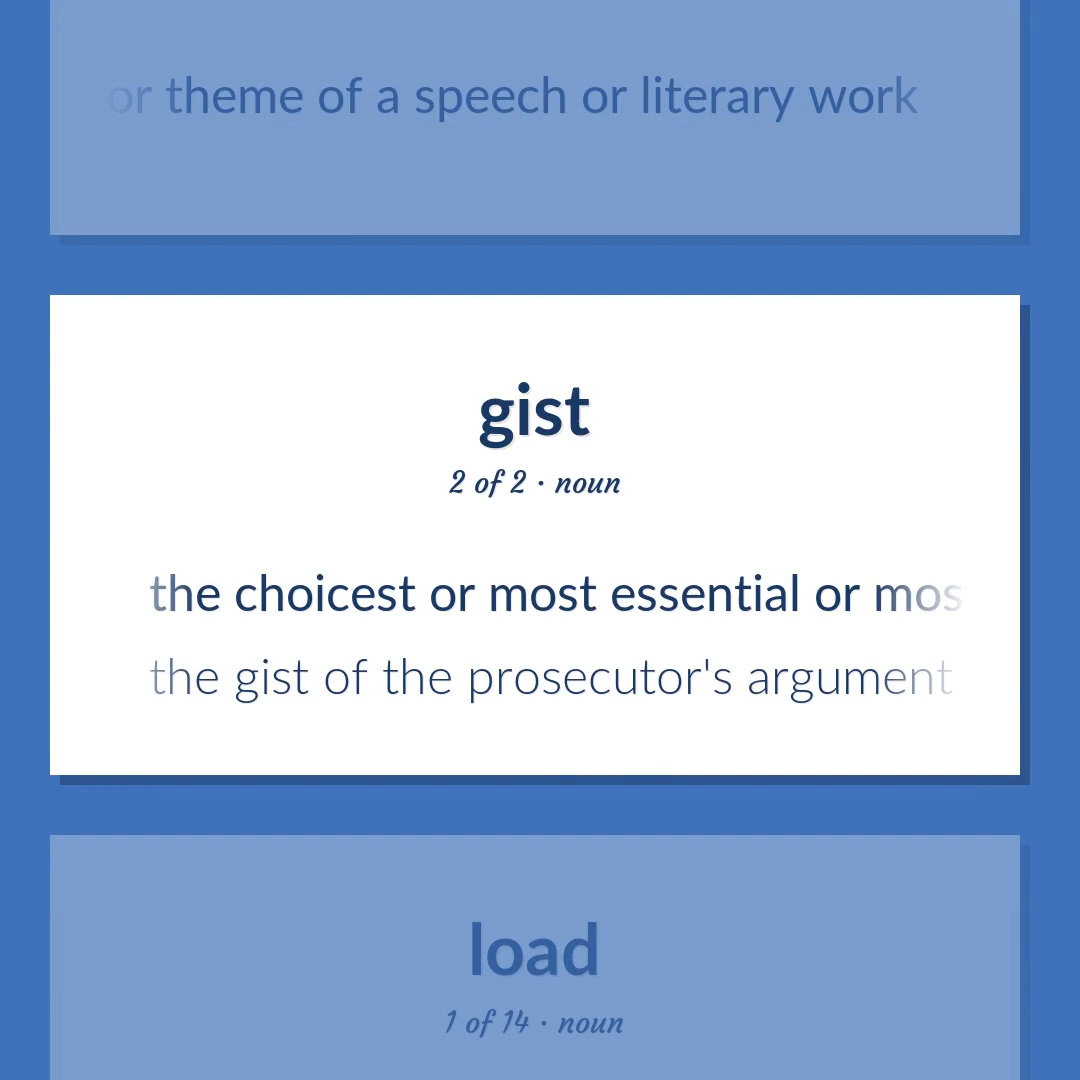 or theme of a speech or literary work
gist
2 of 2 · noun
the choicest or most essential or mos
the gist of the prosecutor's argument
load
1 of 14 · noun